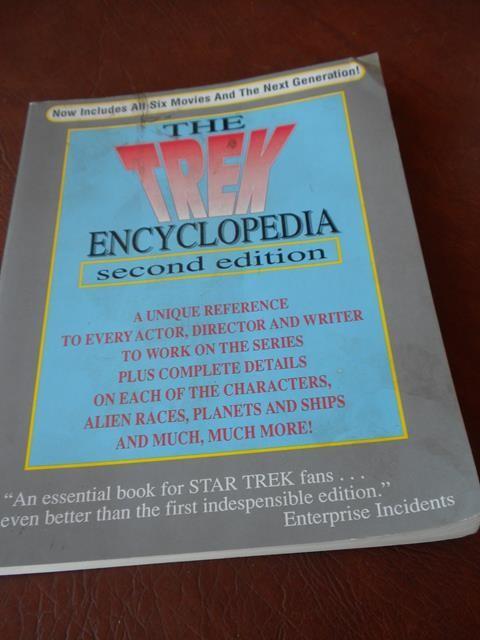 Now Includes All Six Movies And The Next Generation!
THE
TREK
ENCYCLOPEDIA
second edition
A UNIQUE REFERENCE
TO EVERY ACTOR, DIRECTOR AND WRITER
TO WORK ON THE SERIES
PLUS COMPLETE DETAILS
ON EACH OF THE CHARACTERS,
ALIEN RACES, PLANETS AND SHIPS
AND MUCH, MUCH MORE!
“An essential book for STAR TREK fans . . .
even better than the first indespensible edition.”
Enterprise Incidents